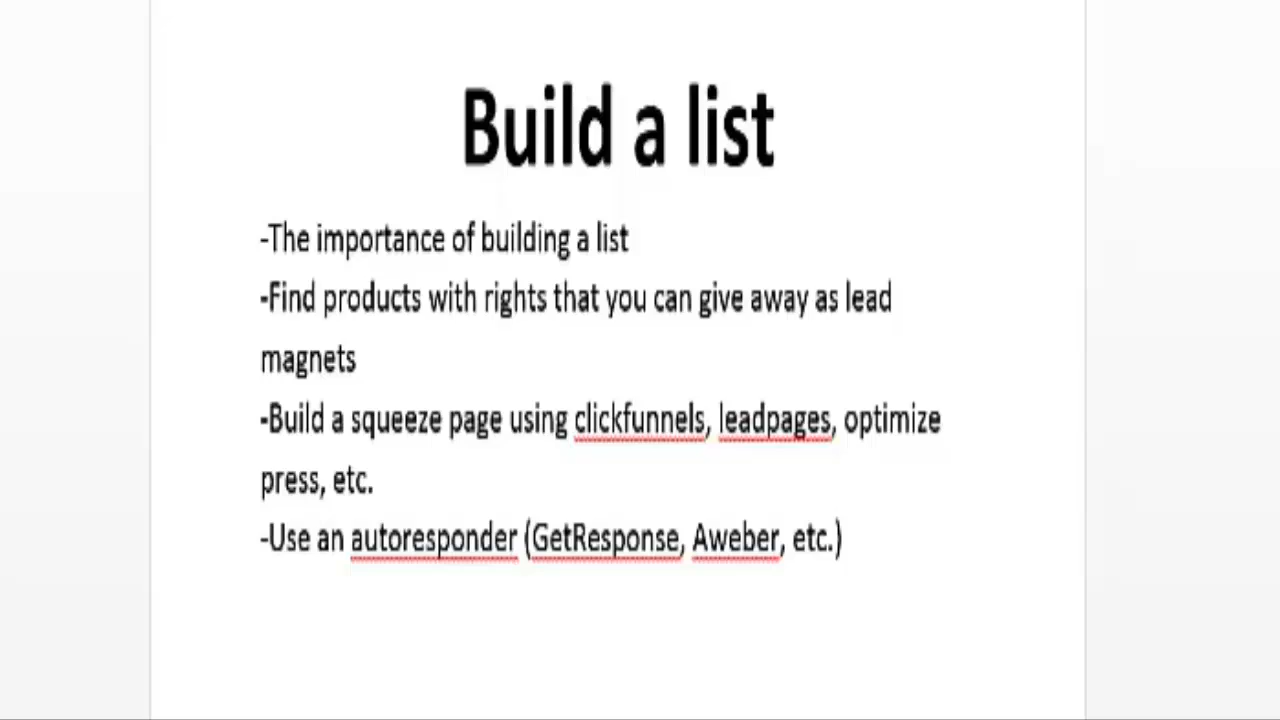 Build a list
-The importance of building a list
-Find products with rights that you can give away as lead
magnets
-Build a squeeze page using clickfunnels, leadpages, optimize
press, etc.
-Use an autoresponder (GetResponse, Aweber, etc.)